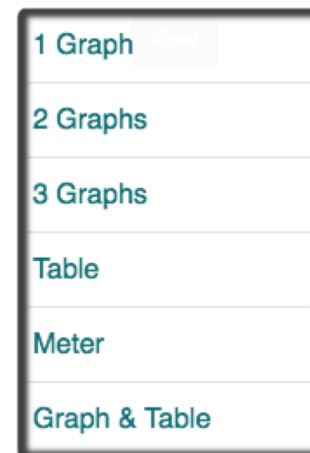 View
1 Graph
2 Graphs
3 Graphs
Table
Meter
Graph & Table